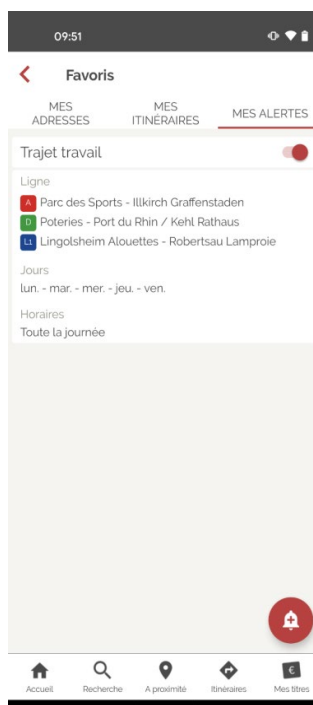 09:51
Favoris
MES ADRESSES
MES ITINÉRAIRES
MES ALERTES
Trajet travail
Ligne
A Parc des Sports - Illkirch Graffenstaden
D Poteries - Port du Rhin / Kehl Rathaus
L1 Lingolsheim Alouettes - Robertsau Lamproie
Jours
lun. - mar. - mer. - jeu. - ven.
Horaires
Toute la journée
Accueil
Recherche
A proximité
Itinéraires
€
Mes titres